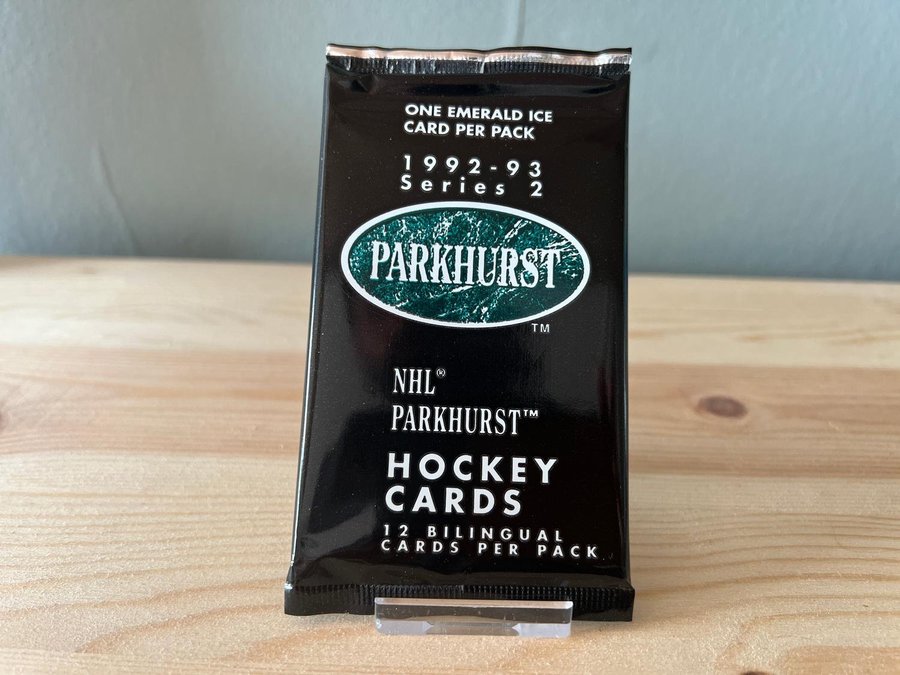 ONE EMERALD ICE
CARD PER PACK
1992-93
Series 2
PARKHURST
TM
NHL®
PARKHURST™
HOCKEY
CARDS
12 BILINGUAL
CARDS PER PACK